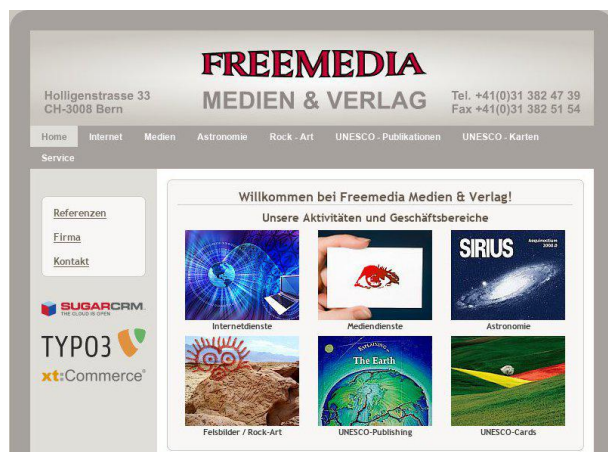 FREEMEDIA
MEDIEN & VERLAG
Holligenstrasse 33
CH-3008 Bern
Tel. +41(0)31 382 47 39
Fax +41(0)31 382 51 54
Home Internet Medien Astronomie Rock - Art UNESCO - Publikationen UNESCO - Karten
Service
Referenzen
Firma
Kontakt
SUGARCRM.
THE CLOUD IS OPEN
TYPO3
xt:Commerce
Willkommen bei Freemedia Medien & Verlag!
Unsere Aktivitäten und Geschäftsbereiche
SIRIUS
Internetdienste
Mediendienste
Astronomie
EXPLAINING...
The Earth
Felsbilder / Rock-Art
UNESCO-Publishing
UNESCO-Cards